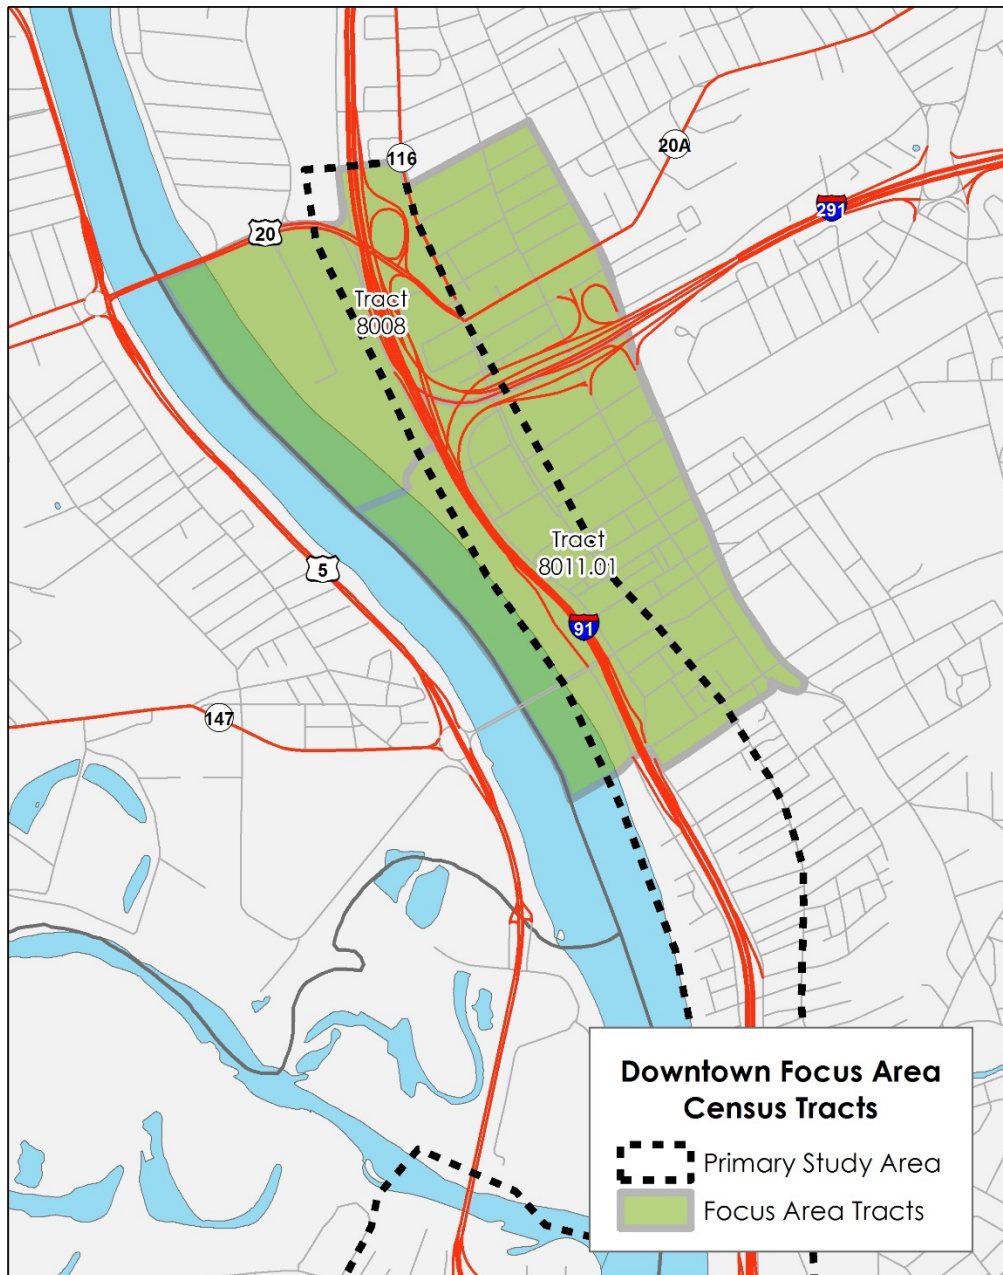 116
20A
291
20
Tract
8008
Tract
8011.01
5
91
147
Downtown Focus Area
Census Tracts
Primary Study Area
Focus Area Tracts